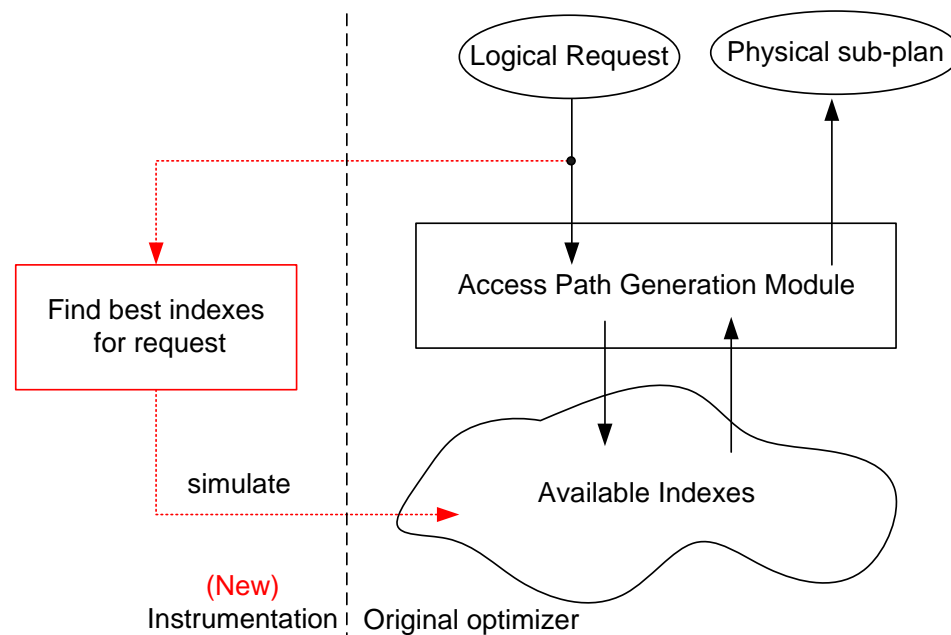 Logical Request
Physical sub-plan
Access Path Generation Module
Find best indexes
for request
simulate
Available Indexes
(New)
Instrumentation
Original optimizer